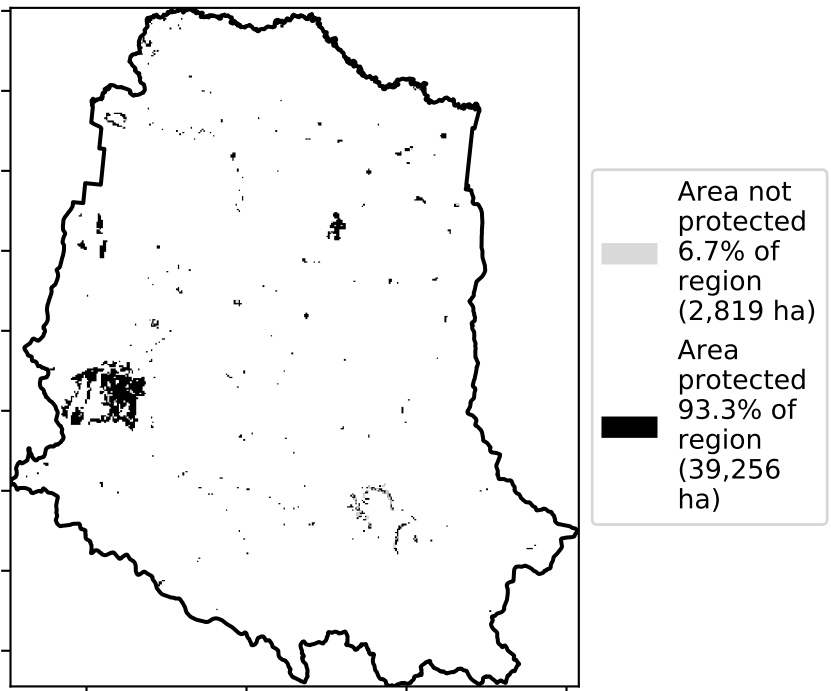 Area not
protected
6.7% of
region
(2,819 ha)
Area
protected
93.3% of
region
(39,256
ha)